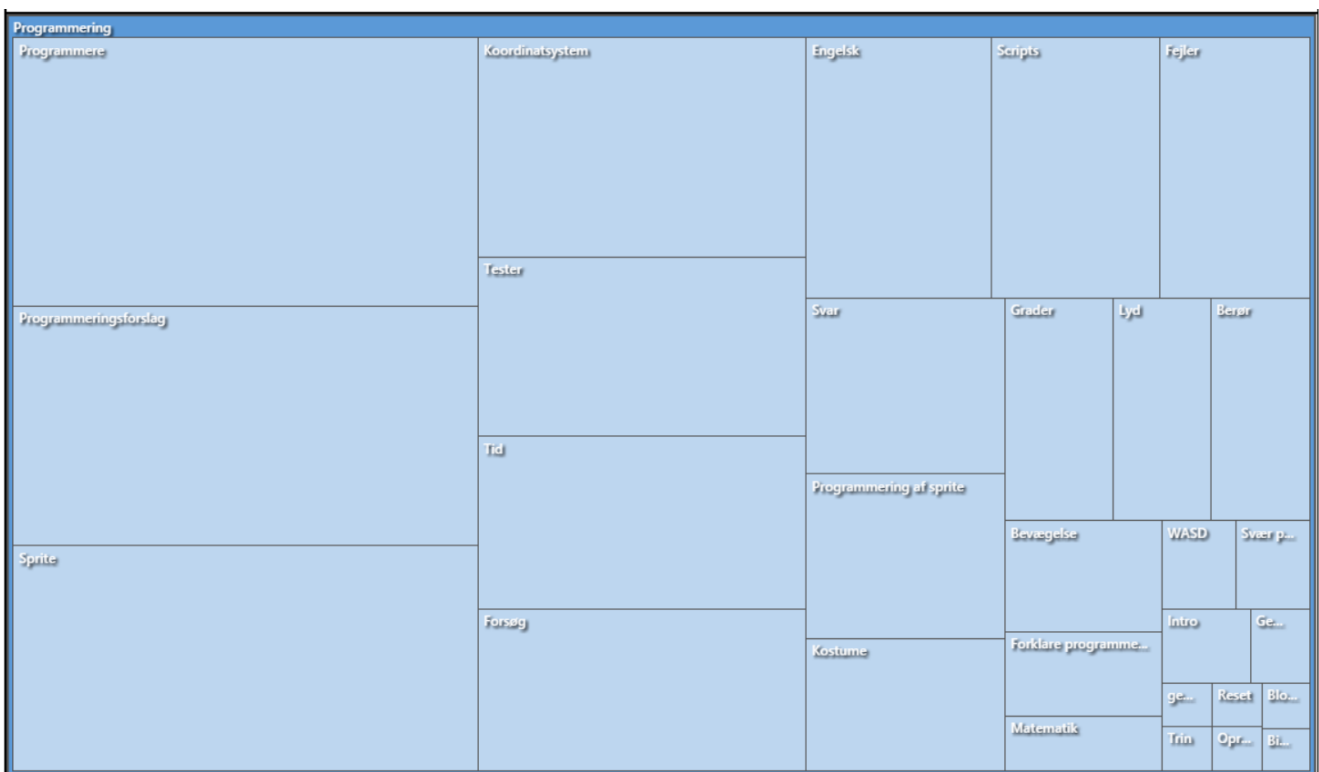 Programmering
Programmere
Koordinatsystem
Engelsk
Scripts
Fejler
Tester
Svar
Grader
Lyd
Berør
Programmeringsforslag
Tid
Programmering af sprite
Bevægelse
WASD
Svær p...
Sprite
Forsøg
Kostume
Forklare programme...
Intro
Ge...
ge...
Reset
Blo...
Matematik
Trin
Opr...
Bi...